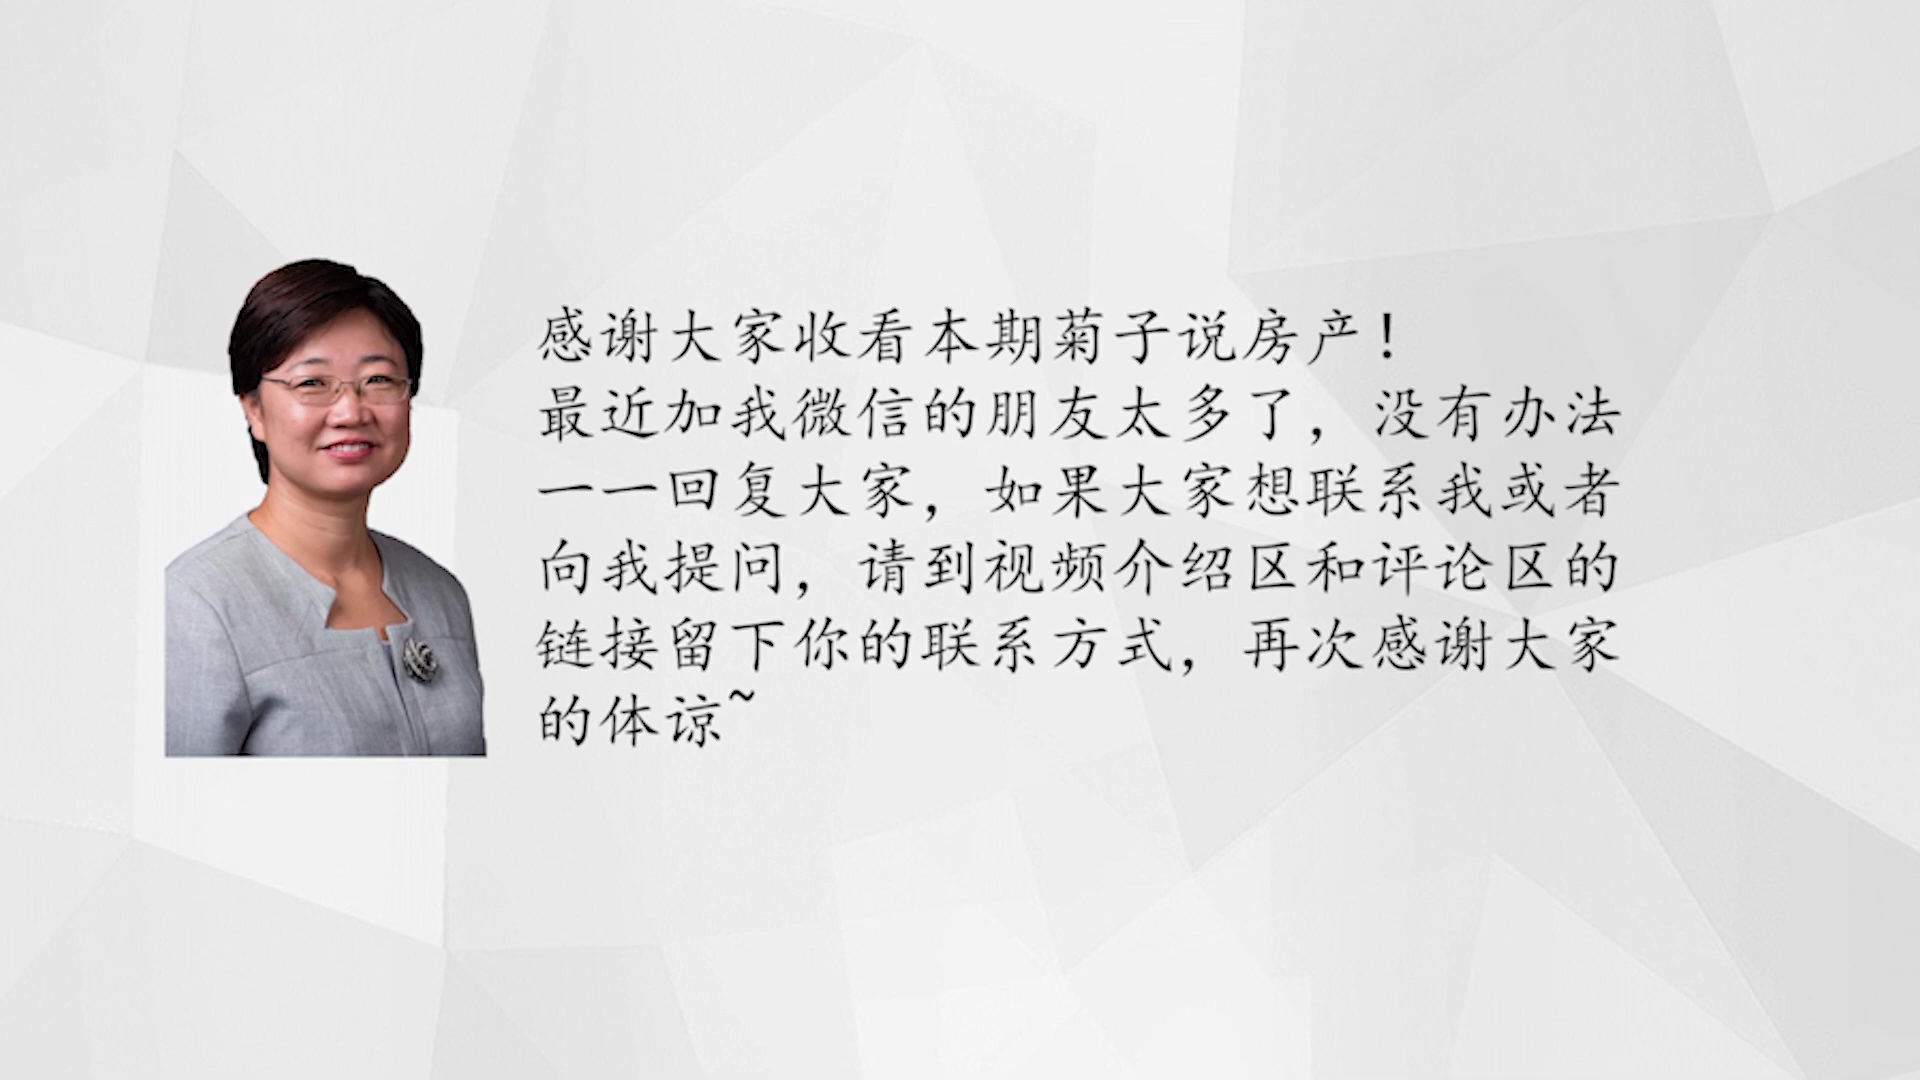 感谢大家收看本期菊子说房产！
最近加我微信的朋友太多了，没有办法
一一回复大家，如果大家想联系我或者
向我提问，请到视频介绍区和评论区的
链接留下你的联系方式，再次感谢大家
的体谅~